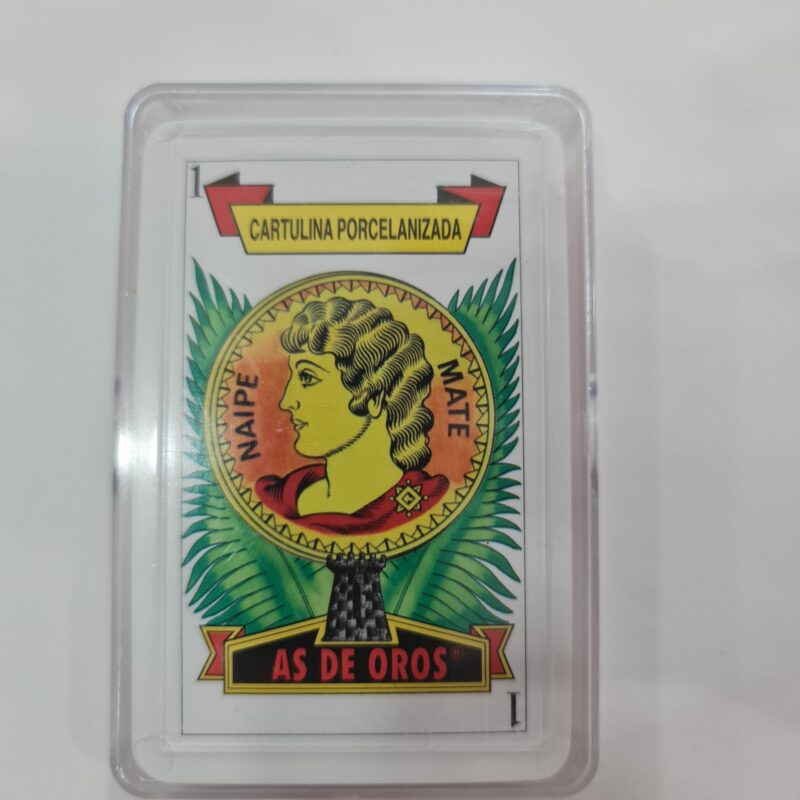 1
CARTULINA PORCELANIZADA
NAIPE
MATE
AS DE OROS®
1